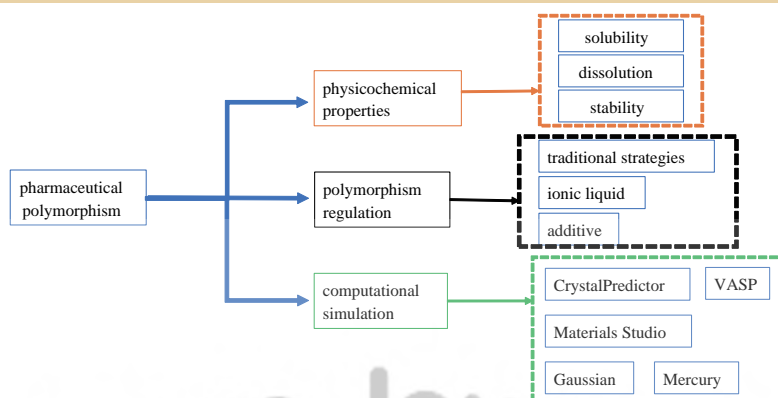 solubility
dissolution
stability
physicochemical
properties
pharmaceutical
polymorphism
polymorphism
regulation
traditional strategies
ionic liquid
additive
computational
simulation
CrystalPredictor
VASP
Materials Studio
Gaussian
Mercury